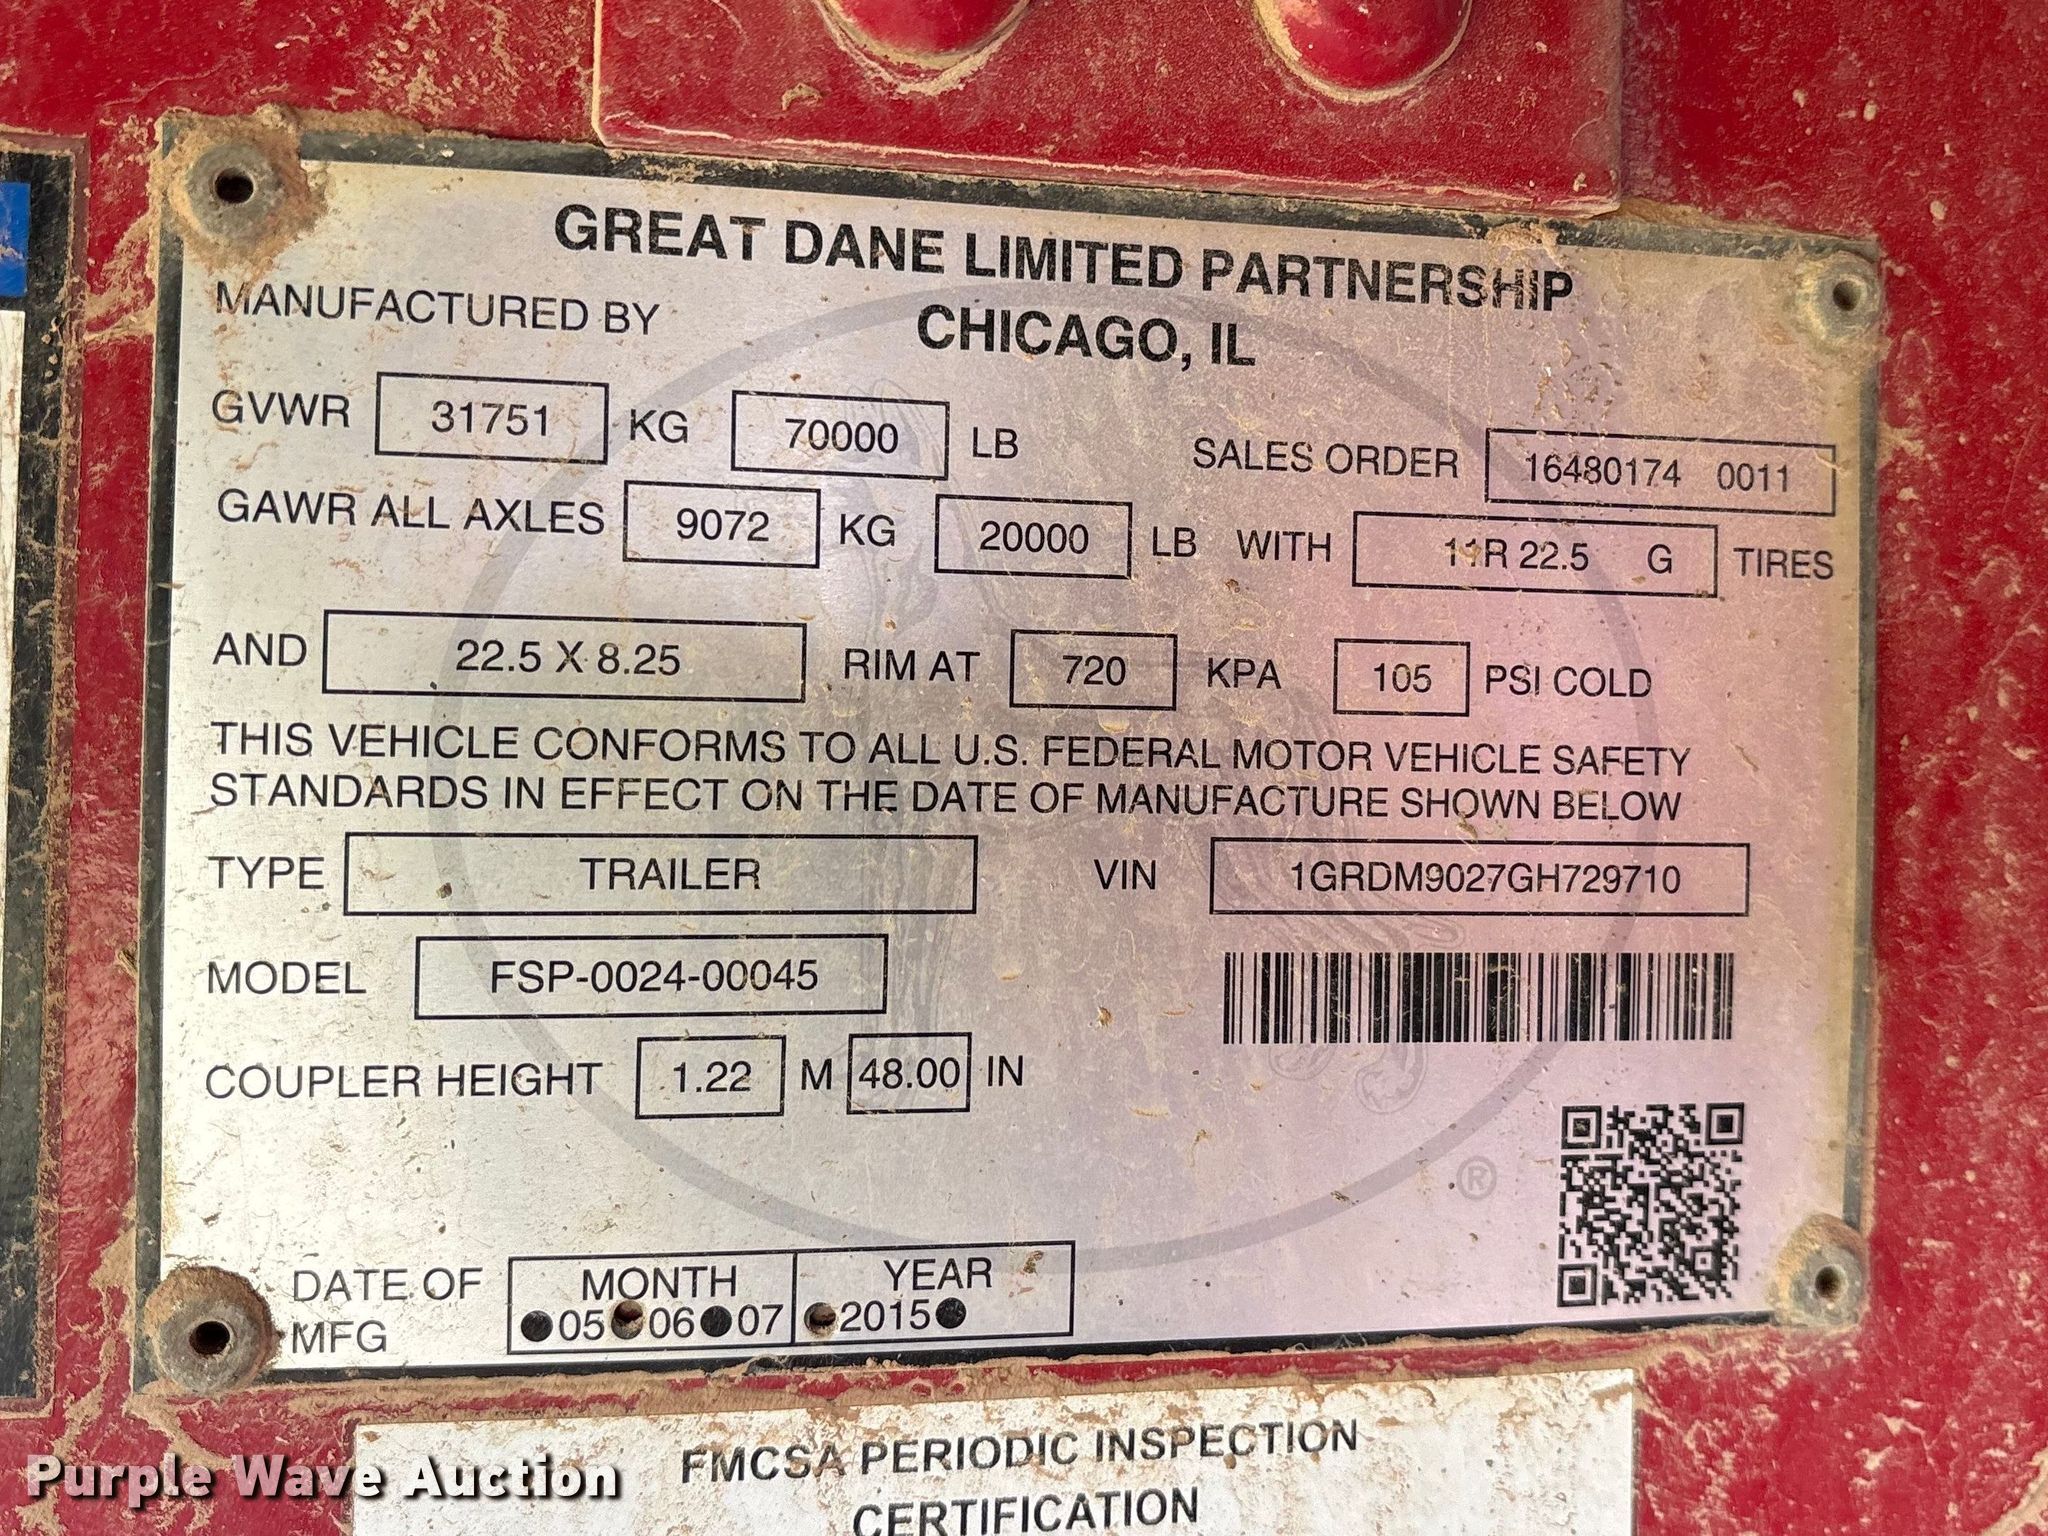 GREAT DANE LIMITED PARTNERSHIP
MANUFACTURED BY CHICAGO, IL
GVWR 31751 KG 70000 LB SALES ORDER 16480174 0011
GAWR ALL AXLES 9072 KG 20000 LB WITH 11R 22.5 G TIRES
AND 22.5 X 8.25 RIM AT 720 KPA 105 PSI COLD
THIS VEHICLE CONFORMS TO ALL U.S. FEDERAL MOTOR VEHICLE SAFETY
STANDARDS IN EFFECT ON THE DATE OF MANUFACTURE SHOWN BELOW
TYPE TRAILER VIN 1GRDM9027GH729710
MODEL FSP-0024-00045
COUPLER HEIGHT 1.22 M 48.00 IN
®
DATE OF MONTH YEAR
MFG ●05●06●07 ●2015●
FMCSA PERIODIC INSPECTION
CERTIFICATION
Purple Wave Auction